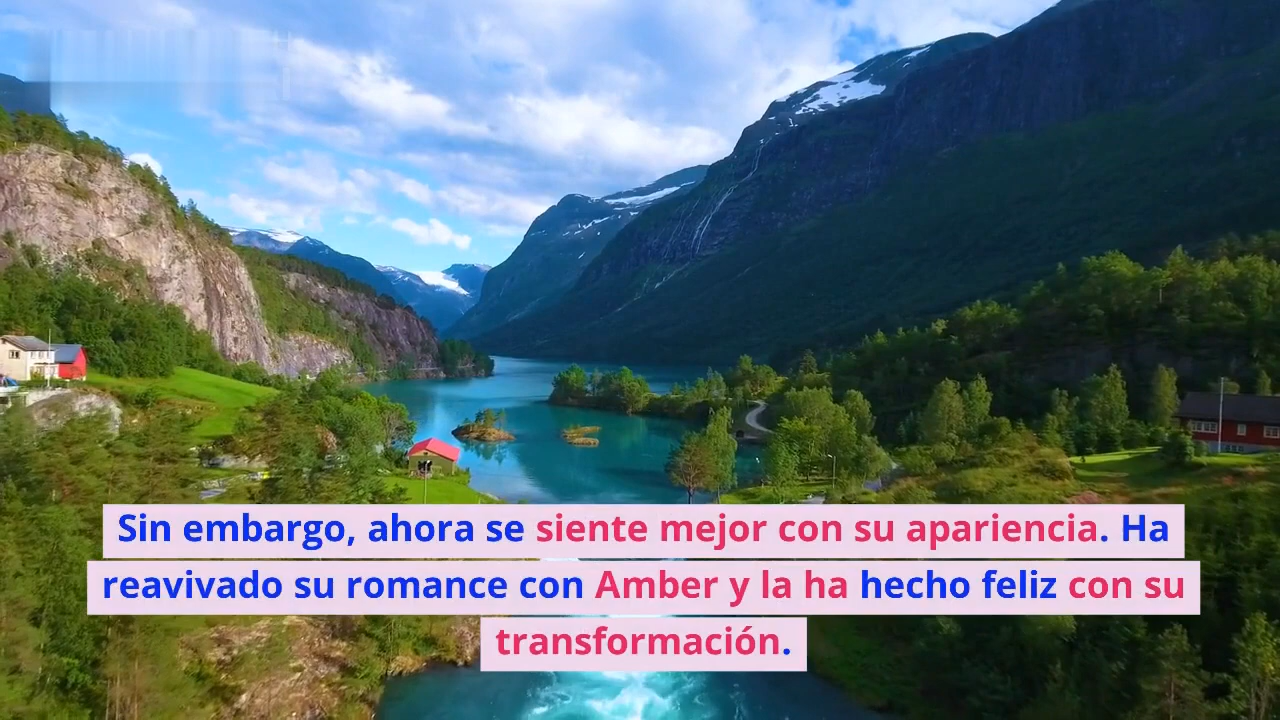 Sin embargo, ahora se siente mejor con su apariencia. Ha
reavivado su romance con Amber y la ha hecho feliz con su
transformación.